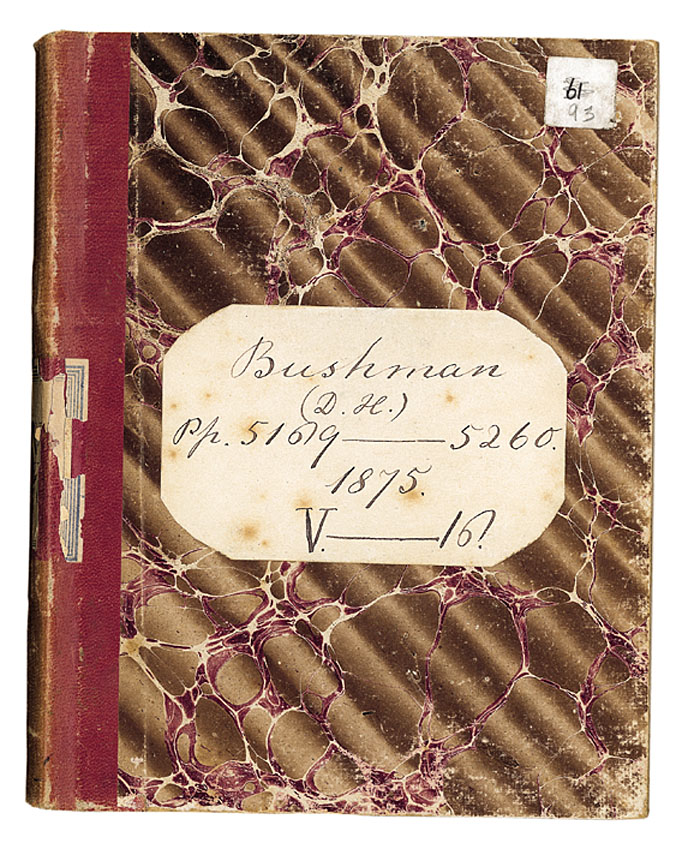 61
93
Bushman
(D. H.)
Pp. 5169——5260.
1875.
V.——16.